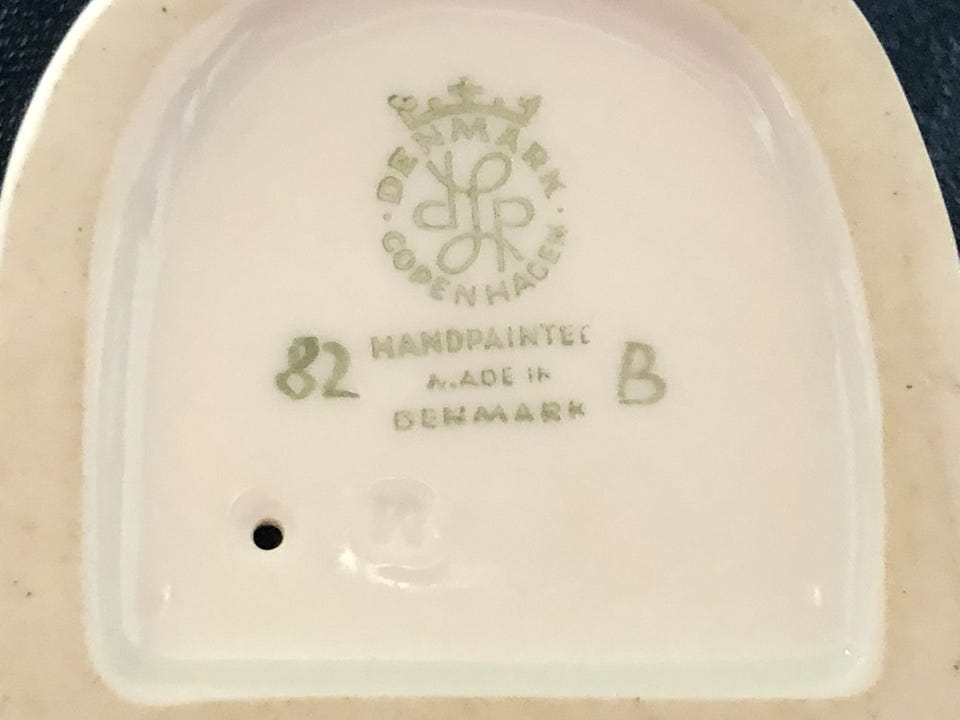 DENMARK
COPENHAGEN
82 HANDPAINTED B
MADE IN
DENMARK